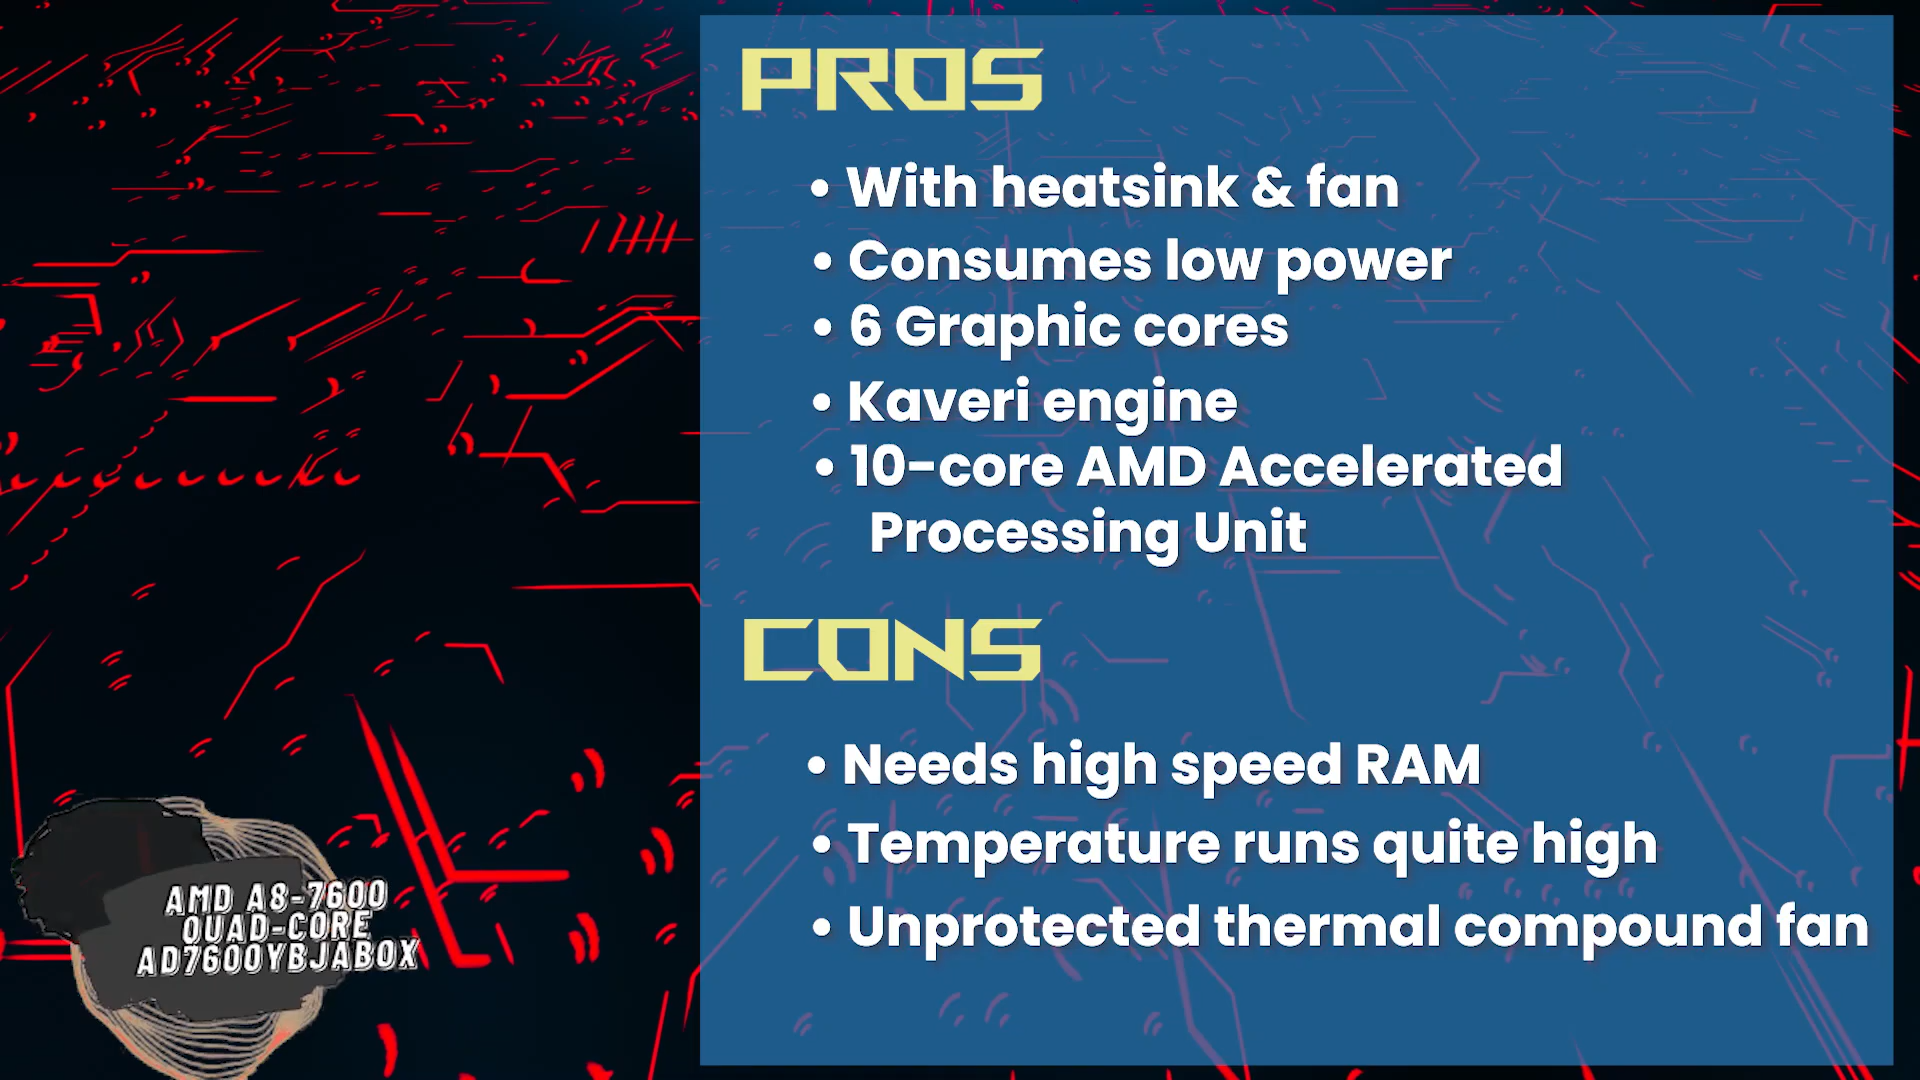 PROS
• With heatsink & fan
• Consumes low power
• 6 Graphic cores
• Kaveri engine
• 10-core AMD Accelerated
Processing Unit
CONS
• Needs high speed RAM
• Temperature runs quite high
• Unprotected thermal compound fan
AMD A8-7600
QUAD-CORE
AD7600YBJABOX